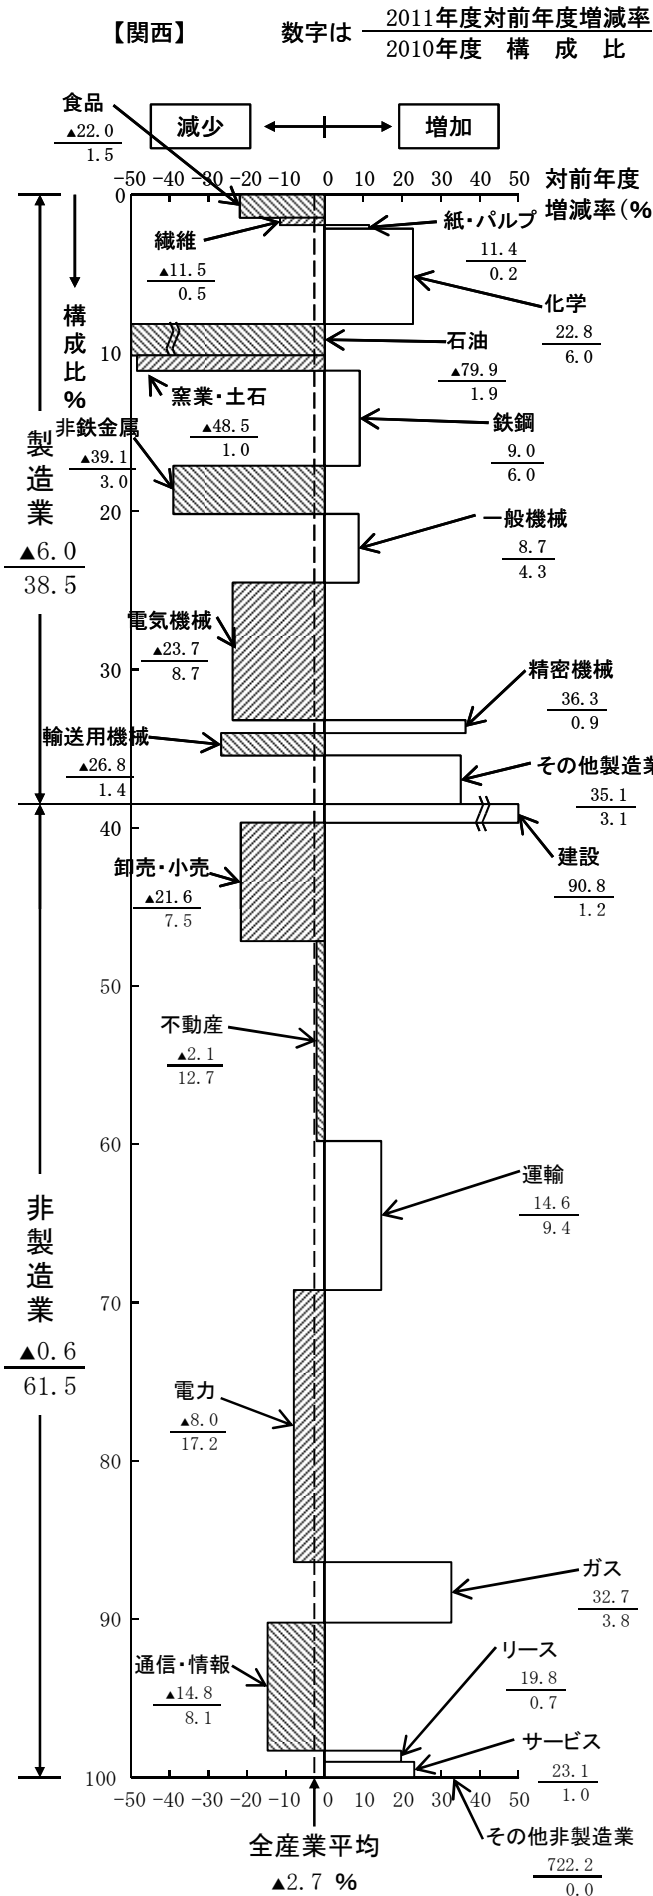 【関西】 数字は 2011年度対前年度増減率
2010年度 構成比
減少 増加
-50 -40 -30 -20 -10 0 10 20 30 40 50 対前年度
増減率(%
構成比%
0
10
20
30
40
50
60
70
80
90
100
製造業
▲6.0
38.5
非製造業
▲0.6
61.5
食品
▲22.0
1.5
繊維
▲11.5
0.5
紙・パルプ
11.4
0.2
化学
22.8
6.0
石油
▲79.9
1.9
窯業・土石
▲48.5
1.0
鉄鋼
9.0
6.0
非鉄金属
▲39.1
3.0
一般機械
8.7
4.3
電気機械
▲23.7
8.7
精密機械
36.3
0.9
輸送用機械
▲26.8
1.4
その他製造業
35.1
3.1
建設
90.8
1.2
卸売・小売
▲21.6
7.5
不動産
▲2.1
12.7
運輸
14.6
9.4
電力
▲8.0
17.2
ガス
32.7
3.8
通信・情報
▲14.8
8.1
リース
19.8
0.7
サービス
23.1
1.0
-50 -40 -30 -20 -10 0 10 20 30 40 50
その他非製造業
722.2
0.0
全産業平均
▲2.7 %